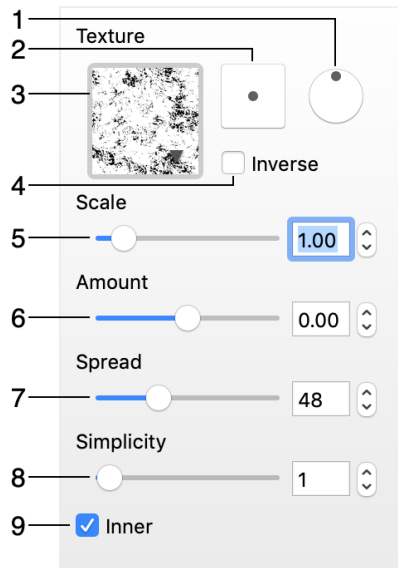 1
Texture
2
3
4
Inverse
Scale
5
1.00
Amount
6
0.00
Spread
7
48
Simplicity
8
1
9
Inner